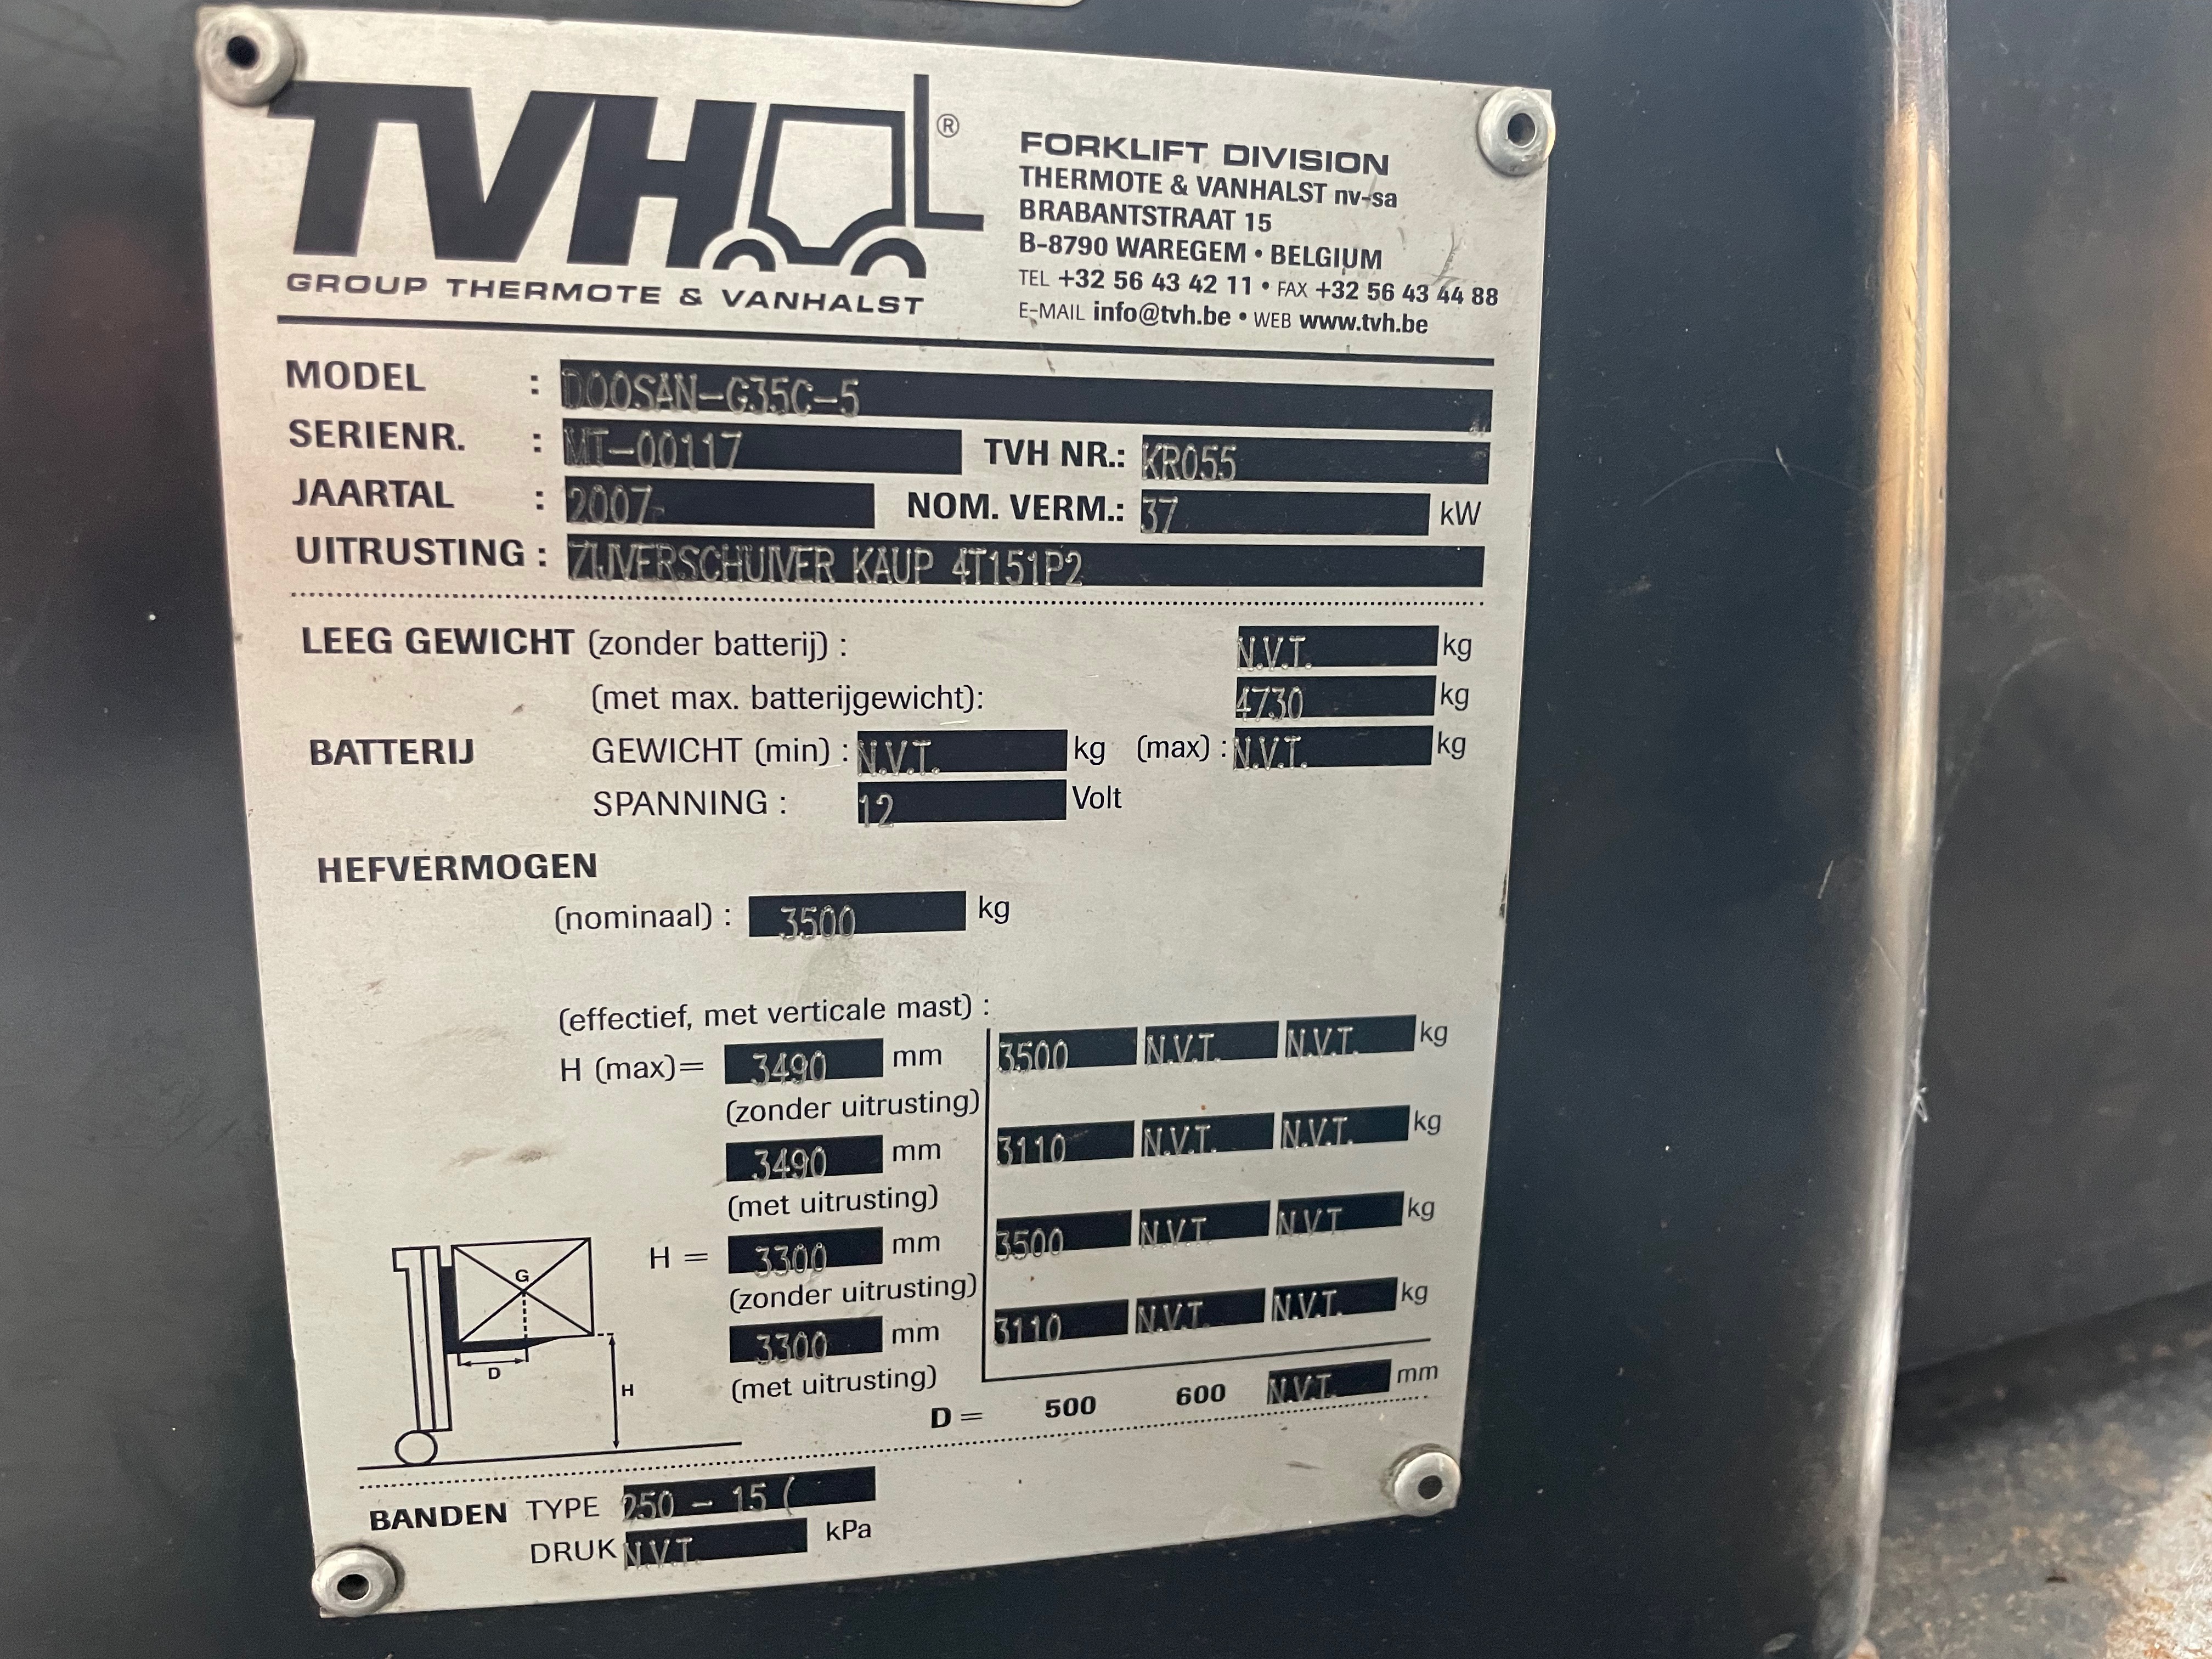 TVH ®
GROUP THERMOTE & VANHALST
FORKLIFT DIVISION
THERMOTE & VANHALST nv-sa
BRABANTSTRAAT 15
B-8790 WAREGEM • BELGIUM
TEL +32 56 43 42 11 • FAX +32 56 43 44 88
E-MAIL info@tvh.be • WEB www.tvh.be
MODEL : DOOSAN-G35C-5
SERIENR. : MT-00117 TVH NR.: KR055
JAARTAL : 2007 NOM. VERM.: 37 kW
UITRUSTING : ZIJVERSCHUIVER KAUP 4T151P2
LEEG GEWICHT (zonder batterij) : N.V.T. kg
(met max. batterijgewicht): 4730 kg
BATTERIJ GEWICHT (min) : N.V.T. kg (max) : N.V.T. kg
SPANNING : 12 Volt
HEFVERMOGEN
(nominaal) : 3500 kg
(effectief, met verticale mast) :
H (max)= 3490 mm 3500 N.V.T. N.V.T. kg
(zonder uitrusting)
3490 mm 3110 N.V.T. N.V.T. kg
(met uitrusting)
H = 3300 mm 3500 N.V.T. N.V.T kg
(zonder uitrusting)
3300 mm 3110 N.V.T. N.V.T. kg
(met uitrusting)
D = 500 600 N.V.T. mm
G
D
H
BANDEN TYPE 250 - 15 (
DRUK N.V.T. kPa